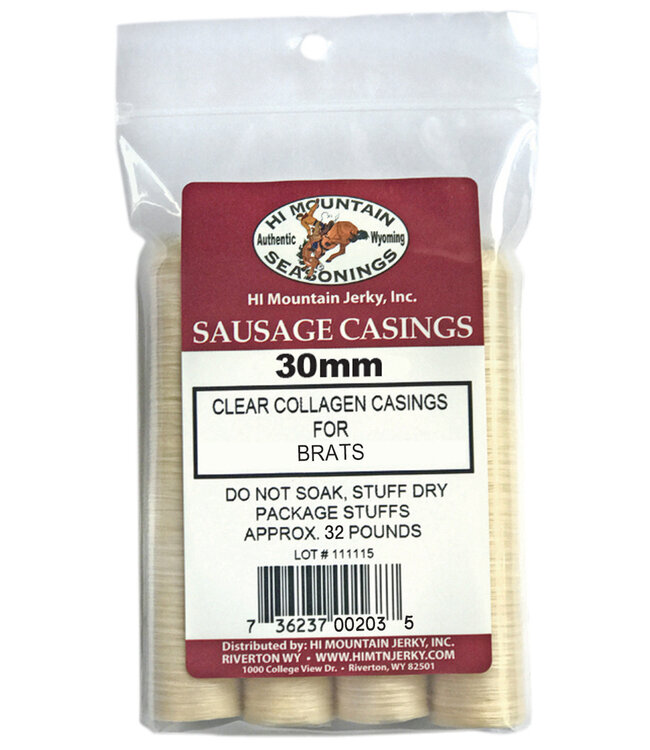 HI MOUNTAIN
Authentic Wyoming
SEASONINGS
HI Mountain Jerky, Inc.
SAUSAGE CASINGS
30mm
CLEAR COLLAGEN CASINGS
FOR
BRATS
DO NOT SOAK, STUFF DRY
PACKAGE STUFFS
APPROX. 32 POUNDS
LOT # 111115
7 36237 00203 5
Distributed by: HI MOUNTAIN JERKY, INC.
RIVERTON WY • WWW.HIMTNJERKY.COM
1000 College View Dr. • Riverton, WY 82501